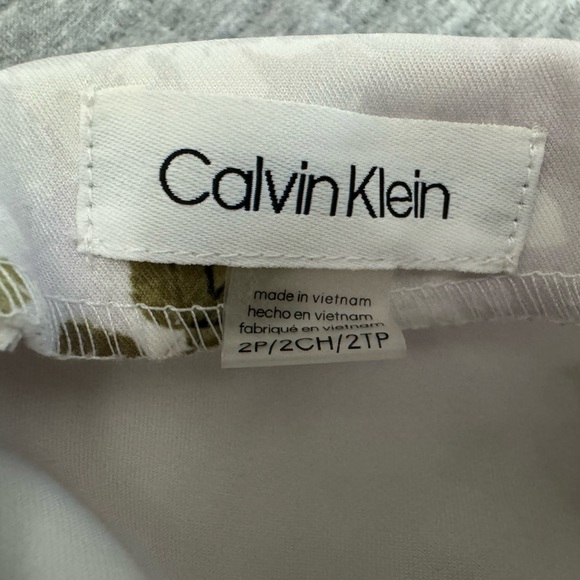 Calvin Klein
made in vietnam
hecho en vietnam
fabriqué en vietnam
2P/2CH/2TP